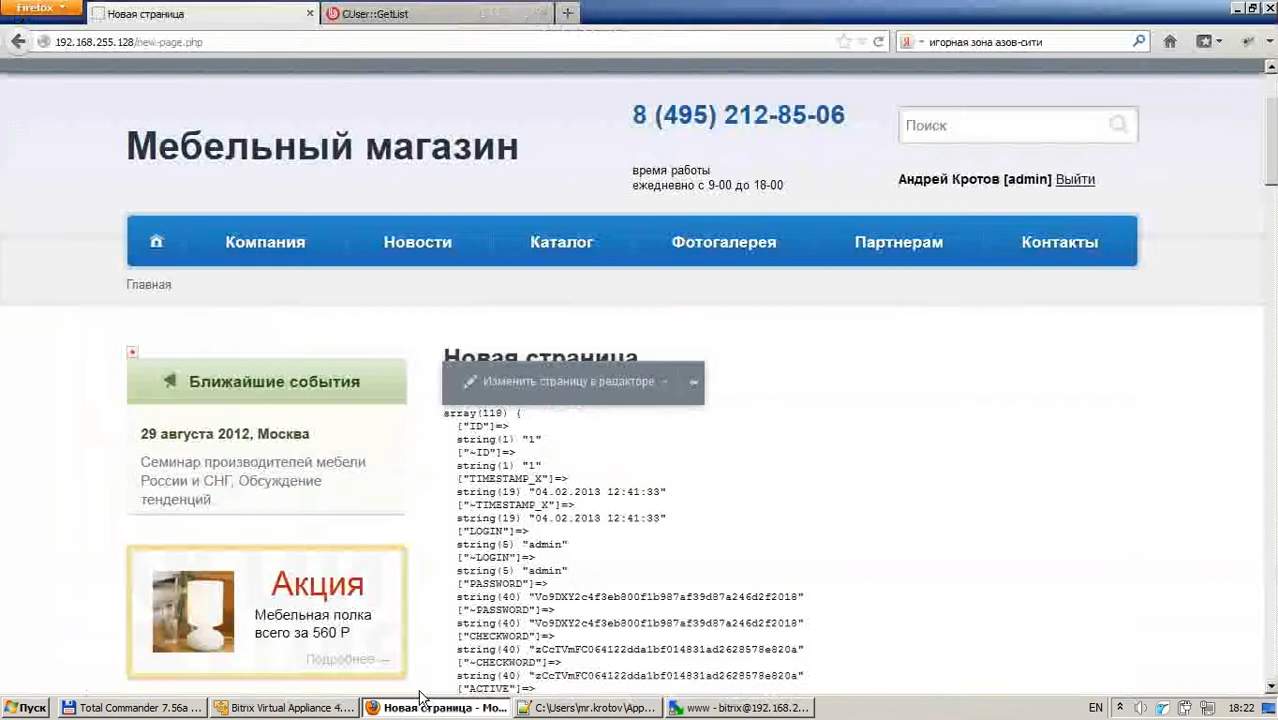 Firefox
Новая страница
CUser::GetList
192.168.255.128/new-page.php
игорная зона азов-сити
8 (495) 212-85-06
Поиск
Мебельный магазин
время работы
ежедневно с 9-00 до 18-00
Андрей Кротов [admin] Выйти
Компания
Новости
Каталог
Фотогалерея
Партнерам
Контакты
Главная
Новая страница
Изменить страницу в редакторе
Ближайшие события
29 августа 2012, Москва
Семинар производителей мебели
России и СНГ, Обсуждение
тенденций.
Акция
Мебельная полка
всего за 560 Р
Подробнее →
array(118) {
["ID"]=>
string(1) "1"
["~ID"]=>
string(1) "1"
["TIMESTAMP_X"]=>
string(19) "04.02.2013 12:41:33"
["~TIMESTAMP_X"]=>
string(19) "04.02.2013 12:41:33"
["LOGIN"]=>
string(5) "admin"
["~LOGIN"]=>
string(5) "admin"
["PASSWORD"]=>
string(40) "Vc9DXY2c4f3eb800f1b987af39d87a246d2f2018"
["~PASSWORD"]=>
string(40) "Vc9DXY2c4f3eb800f1b987af39d87a246d2f2018"
["CHECKWORD"]=>
string(40) "zCcTVmFC064122da1bf014831ad2628578e820a"
["~CHECKWORD"]=>
string(40) "zCcTVmFC064122da1bf014831ad2628578e820a"
["ACTIVE"]=>
Пуск
Total Commander 7.56a ...
Bitrix Virtual Appliance 4....
Новая страница - Mo...
C:\Users\mr.krotov\App...
www - bitrix@192.168.2...
EN
18:22